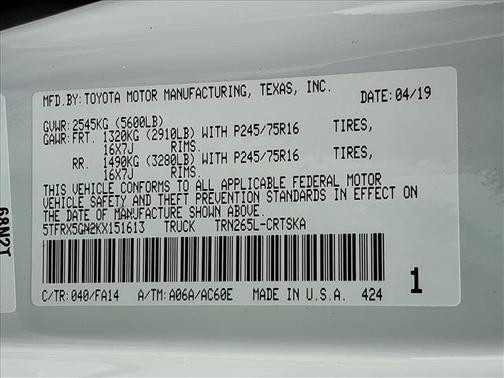 MFD.BY:TOYOTA MOTOR MANUFACTURING, TEXAS, INC.
DATE:04/19
GVWR:2545KG (5600LB)
GAWR:FRT. 1320KG (2910LB) WITH P245/75R16 TIRES,
16X7J RIMS.
RR. 1490KG (3280LB) WITH P245/75R16 TIRES,
16X7J RIMS.
THIS VEHICLE CONFORMS TO ALL APPLICABLE FEDERAL MOTOR
VEHICLE SAFETY AND THEFT PREVENTION STANDARDS IN EFFECT ON
THE DATE OF MANUFACTURE SHOWN ABOVE.
5TFRX5GN2KX151613 TRUCK TRN265L-CRTSKA
1
C/TR:040/FA14 A/TM:A06A/AC60E MADE IN U.S.A. 424
68N2T